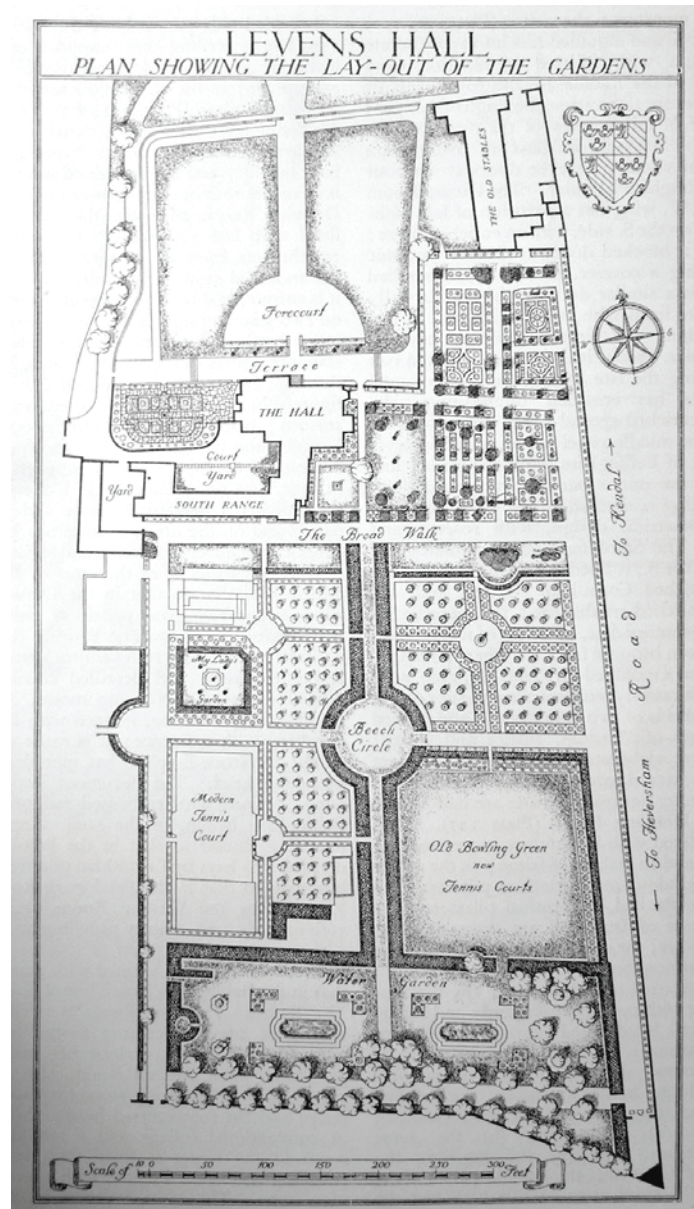 LEVENS HALL
PLAN SHOWING THE LAY-OUT OF THE GARDENS
THE OLD STABLES
Forecourt
Terrace
THE HALL
Court
Yard
Yard
SOUTH RANGE
The Broad Walk
To Kendal
Road
To Heversham
My Lady's
Garden
Beech
Circle
Modern
Tennis
Court
Old Bowling Green
now
Tennis Courts
Water Garden
Scale of 10 0 50 100 150 200 250 300 Feet
S